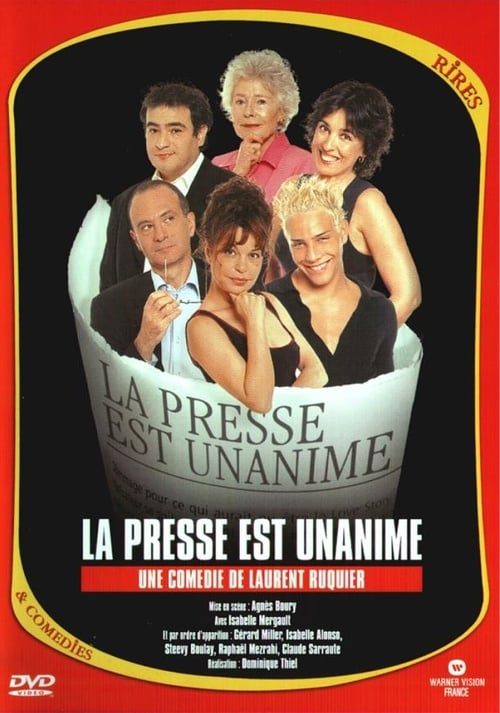 RIRES
LA PRESSE
EST UNANIME
pour ce qui aurait
Love Story
LA PRESSE EST UNANIME
UNE COMEDIE DE LAURENT RUQUIER
Mise en scène : Agnès Boury
Avec Isabelle Mergault
Et par ordre d'apparition : Gérard Miller, Isabelle Alonso,
Steevy Boulay, Raphaël Mezrahi, Claude Sarraute
Réalisation : Dominique Thiel
& COMEDIES
DVD
VIDEO
WARNER VISION
FRANCE